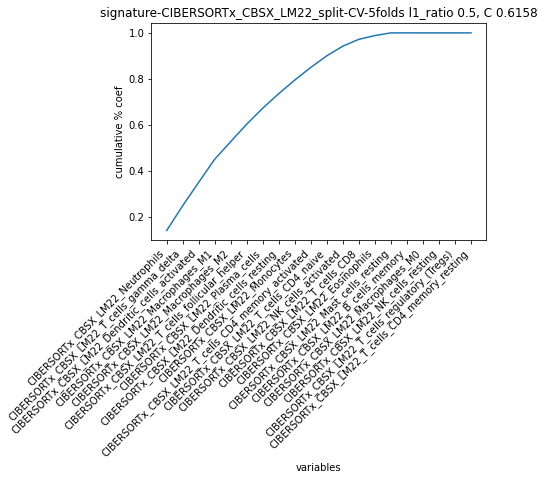 signature-CIBERSORTx_CBSX_LM22_split-CV-5folds l1_ratio 0.5, C 0.6158
cumulative % coef
1.0
0.8
0.6
0.4
0.2
CIBERSORTx_CBSX_LM22_Neutrophils
CIBERSORTx_CBSX_LM22_T_cells_gamma_delta
CIBERSORTx_CBSX_LM22_Dendritic_cells_activated
CIBERSORTx_CBSX_LM22_Macrophages_M1
CIBERSORTx_CBSX_LM22_Macrophages_M2
CIBERSORTx_CBSX_LM22_T_cells_follicular_helper
CIBERSORTx_CBSX_LM22_Plasma_cells
CIBERSORTx_CBSX_LM22_Dendritic_cells_resting
CIBERSORTx_CBSX_LM22_Monocytes
CIBERSORTx_CBSX_LM22_T_cells_CD4_memory_activated
CIBERSORTx_CBSX_LM22_T_cells_CD4_naive
CIBERSORTx_CBSX_LM22_NK_cells_activated
CIBERSORTx_CBSX_LM22_T_cells_CD8
CIBERSORTx_CBSX_LM22_Eosinophils
CIBERSORTx_CBSX_LM22_Mast_cells_resting
CIBERSORTx_CBSX_LM22_B_cells_memory
CIBERSORTx_CBSX_LM22_Macrophages_M0
CIBERSORTx_CBSX_LM22_NK_cells_resting
CIBERSORTx_CBSX_LM22_T_cells_regulatory_(Tregs)
CIBERSORTx_CBSX_LM22_T_cells_CD4_memory_resting
variables